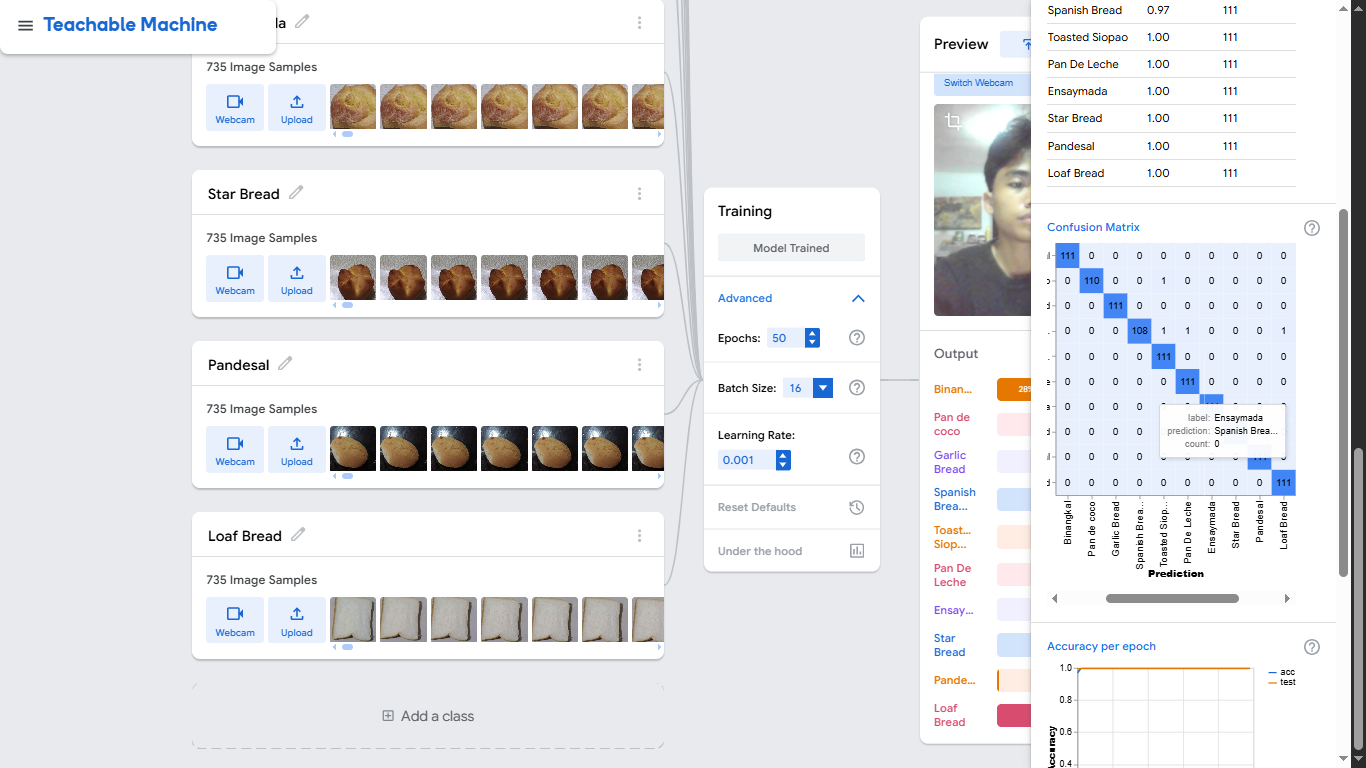 Teachable Machine
da
735 Image Samples
Webcam
Upload
Star Bread
735 Image Samples
Webcam
Upload
Pandesal
735 Image Samples
Webcam
Upload
Loaf Bread
735 Image Samples
Webcam
Upload
Add a class
Training
Model Trained
Advanced
Epochs: 50
Batch Size: 16
Learning Rate:
0.001
Reset Defaults
Under the hood
Preview
Switch Webcam
Output
Binan...
28%
Pan de
coco
Garlic
Bread
Spanish
Brea...
Toast...
Siop...
Pan De
Leche
Ensay...
Star
Bread
Pande...
Loaf
Bread
Spanish Bread 0.97 111
Toasted Siopao 1.00 111
Pan De Leche 1.00 111
Ensaymada 1.00 111
Star Bread 1.00 111
Pandesal 1.00 111
Loaf Bread 1.00 111
Confusion Matrix
111 0 0 0 0 0 0 0 0 0
0 110 0 0 1 0 0 0 0 0
0 0 111 0 0 0 0 0 0 0
0 0 0 108 1 1 0 0 0 1
0 0 0 0 111 0 0 0 0 0
0 0 0 0 0 111 0 0 0 0
0 0 0 0
0 0 0 0
0 0 0 0
0 0 0 0 0 0 0 0 0 111
label: Ensaymada
prediction: Spanish Brea...
count: 0
Binangkal
Pan de coco
Garlic Bread
Spanish Brea...
Toasted Siop...
Pan De Leche
Ensaymada
Star Bread
Pandesal
Loaf Bread
Prediction
Accuracy per epoch
1.0
0.8
0.6
0.4
Accuracy
acc
test